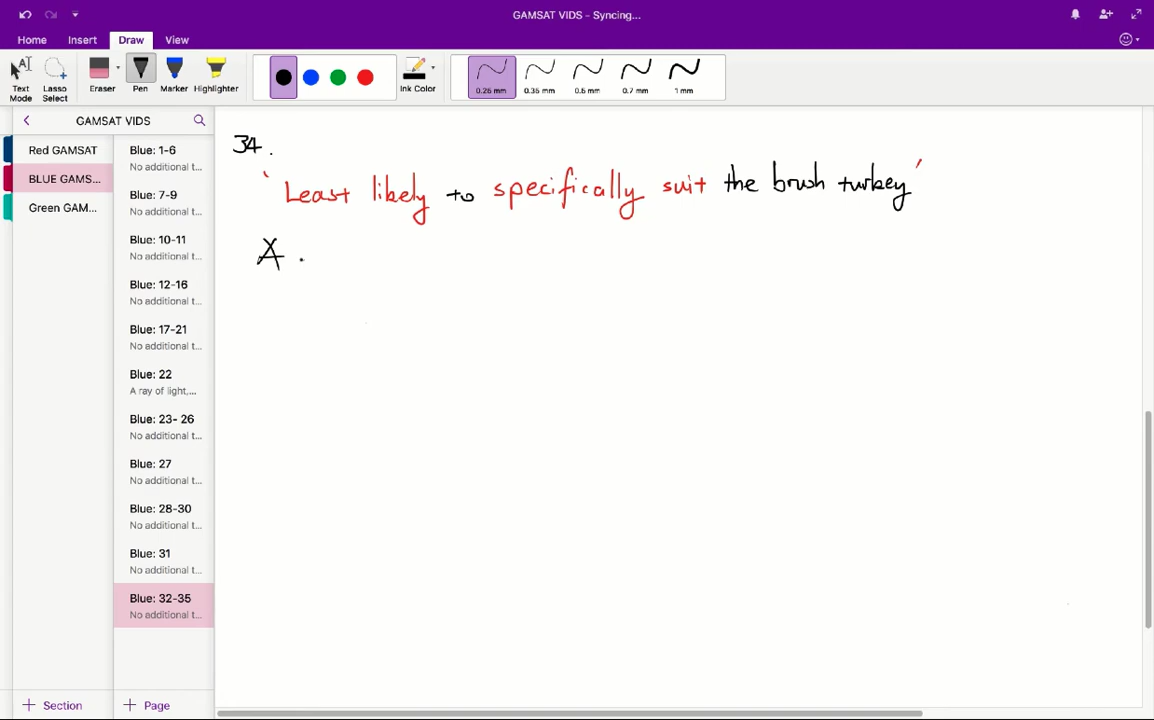 GAMSAT VIDS - Syncing...
Home Insert Draw View
Text Mode
Lasso Select
Eraser
Pen
Marker
Highlighter
Ink Color
0.25 mm
0.35 mm
0.5 mm
0.7 mm
1 mm
GAMSAT VIDS
Red GAMSAT
BLUE GAMS...
Green GAM...
Blue: 1-6
No additional t...
Blue: 7-9
No additional t...
Blue: 10-11
No additional t...
Blue: 12-16
No additional t...
Blue: 17-21
No additional t...
Blue: 22
A ray of light,...
Blue: 23- 26
No additional t...
Blue: 27
No additional t...
Blue: 28-30
No additional t...
Blue: 31
No additional t...
Blue: 32-35
No additional t...
+ Section
+ Page
34.
'Least likely to specifically suit the brush turkey'
A.